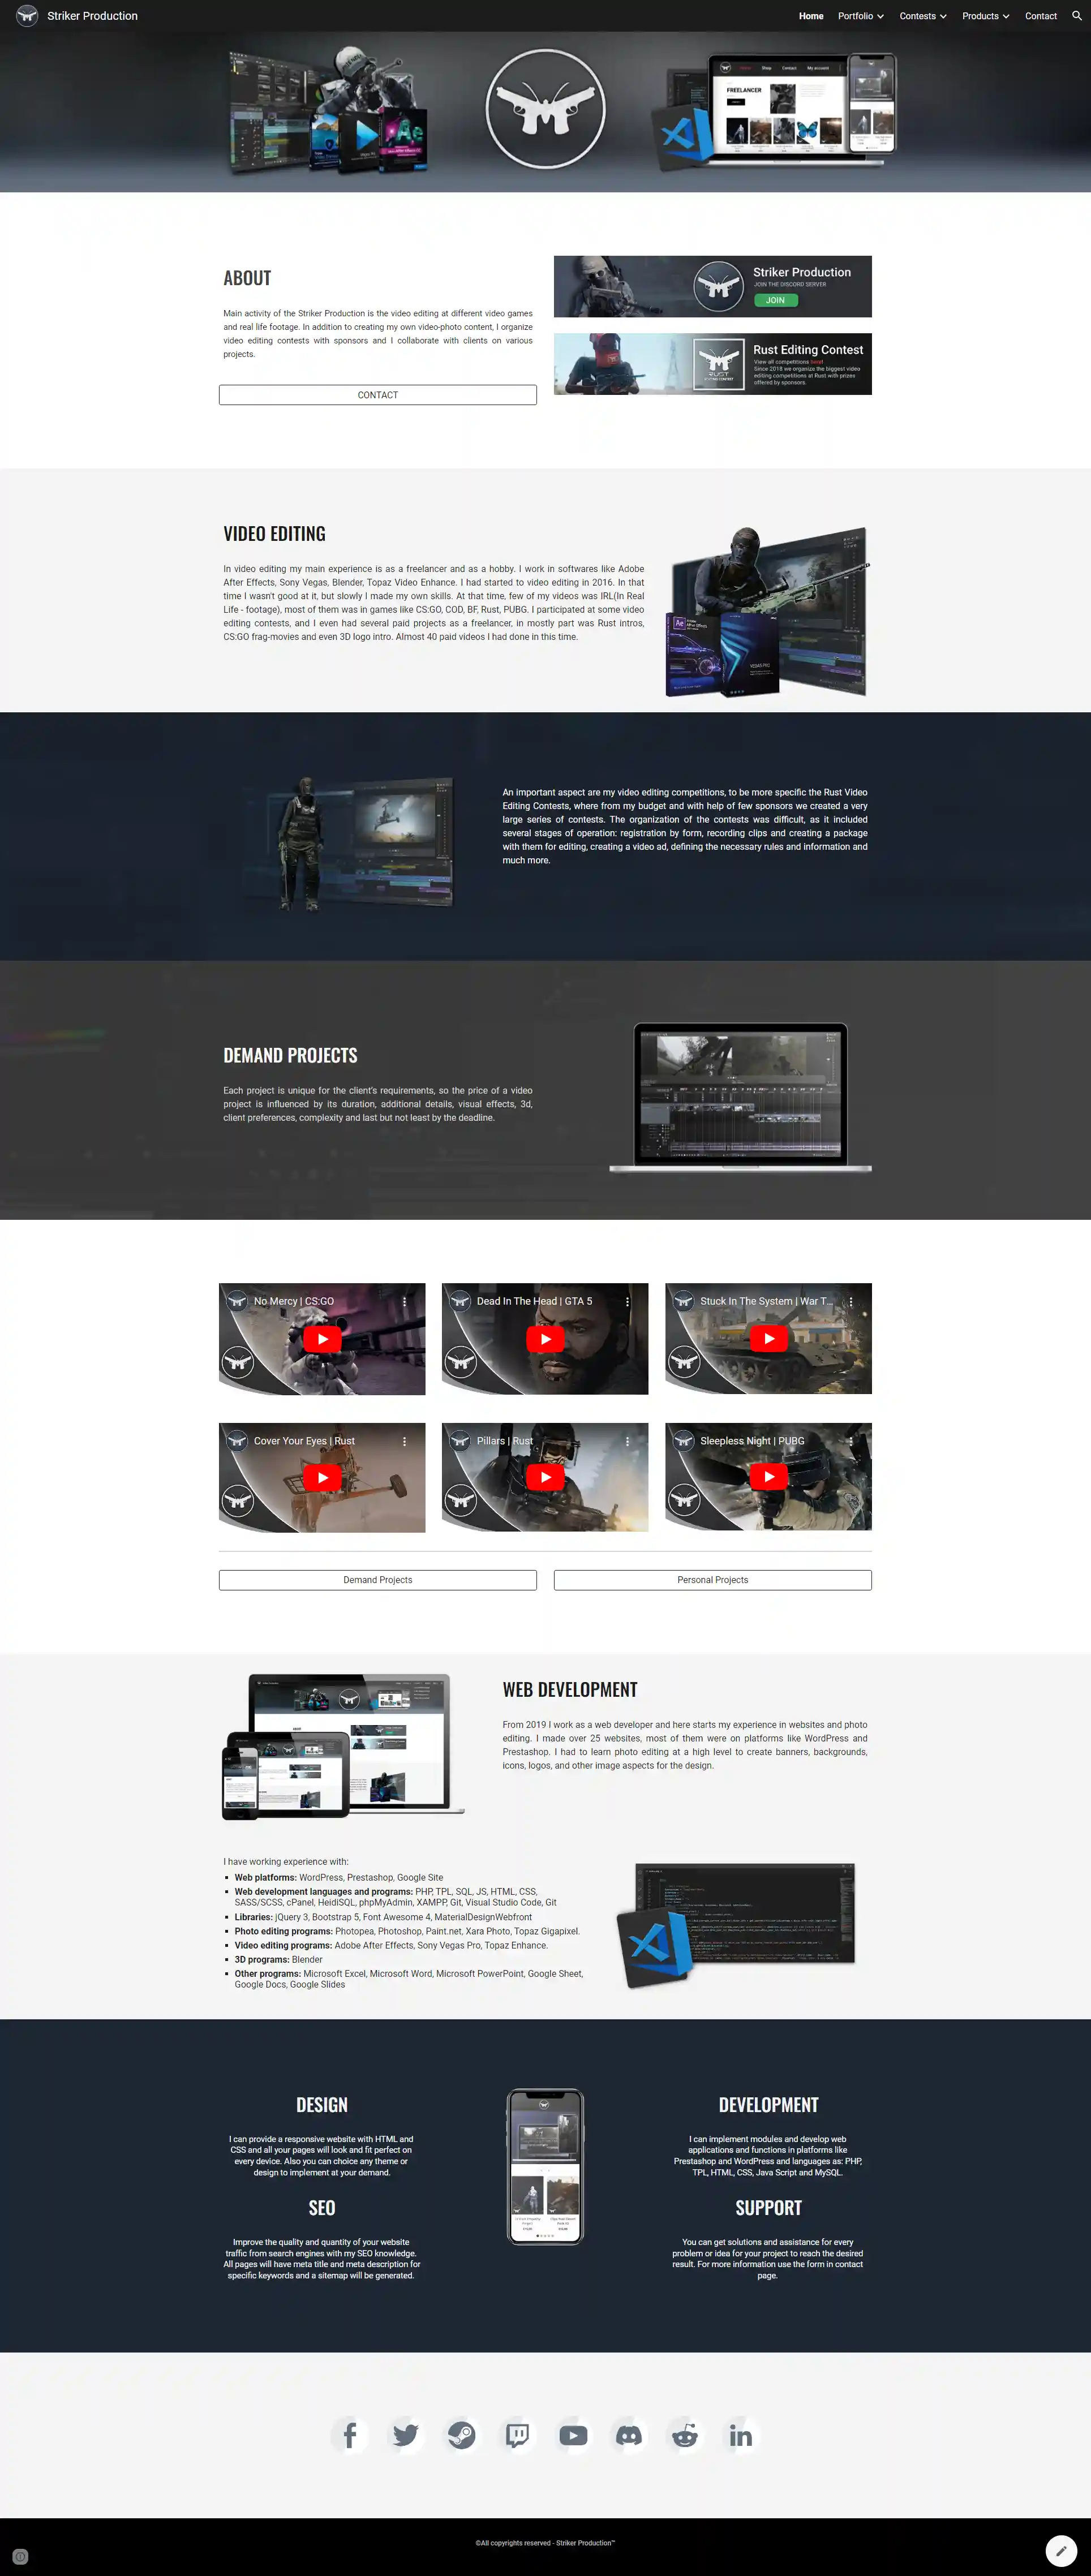 Striker Production
Home
Portfolio
Contests
Products
Contact
FREELANCER
Ae
ABOUT
Main activity of the Striker Production is the video editing at different video games
and real life footage. In addition to creating my own video-photo content, I organize
video editing contests with sponsors and I collaborate with clients on various
projects.
CONTACT
Striker Production
JOIN THE DISCORD SERVER
JOIN
RUST
EDITING CONTEST
Rust Editing Contest
View all competitions here!
Since 2018 we organize the biggest video
editing competitions at Rust with prizes
offered by sponsors.
VIDEO EDITING
In video editing my main experience is as a freelancer and as a hobby. I work in softwares like Adobe
After Effects, Sony Vegas, Blender, Topaz Video Enhance. I had started to video editing in 2016. In that
time I wasn't good at it, but slowly I made my own skills. At that time, few of my videos was IRL(In Real
Life - footage), most of them was in games like CS:GO, COD, BF, Rust, PUBG. I participated at some video
editing contests, and I even had several paid projects as a freelancer, in mostly part was Rust intros,
CS:GO frag-movies and even 3D logo intro. Almost 40 paid videos I had done in this time.
Ae
VEGAS PRO
An important aspect are my video editing competitions, to be more specific the Rust Video
Editing Contests, where from my budget and with help of few sponsors we created a very
large series of contests. The organization of the contests was difficult, as it included
several stages of operation: registration by form, recording clips and creating a package
with them for editing, creating a video ad, defining the necessary rules and information and
much more.
DEMAND PROJECTS
Each project is unique for the client's requirements, so the price of a video
project is influenced by its duration, additional details, visual effects, 3d,
client preferences, complexity and last but not least by the deadline.
No Mercy | CS:GO
Dead In The Head | GTA 5
Stuck In The System | War T...
Cover Your Eyes | Rust
Pillars | Rust
Sleepless Night | PUBG
Demand Projects
Personal Projects
WEB DEVELOPMENT
From 2019 I work as a web developer and here starts my experience in websites and photo
editing. I made over 25 websites, most of them were on platforms like WordPress and
Prestashop. I had to learn photo editing at a high level to create banners, backgrounds,
icons, logos, and other image aspects for the design.
I have working experience with:
Web platforms: WordPress, Prestashop, Google Site
Web development languages and programs: PHP, TPL, SQL, JS, HTML, CSS,
SASS/SCSS, cPanel, HeidiSQL, phpMyAdmin, XAMPP, Git, Visual Studio Code, Git
Libraries: jQuery 3, Bootstrap 5, Font Awesome 4, MaterialDesignWebfront
Photo editing programs: Photopea, Photoshop, Paint.net, Xara Photo, Topaz Gigapixel.
Video editing programs: Adobe After Effects, Sony Vegas Pro, Topaz Enhance.
3D programs: Blender
Other programs: Microsoft Excel, Microsoft Word, Microsoft PowerPoint, Google Sheet,
Google Docs, Google Slides
DESIGN
I can provide a responsive website with HTML and
CSS and all your pages will look and fit perfect on
every device. Also you can choice any theme or
design to implement at your demand.
SEO
Improve the quality and quantity of your website
traffic from search engines with my SEO knowledge.
All pages will have meta title and meta description for
specific keywords and a sitemap will be generated.
DEVELOPMENT
I can implement modules and develop web
applications and functions in platforms like
Prestashop and WordPress and languages as: PHP,
TPL, HTML, CSS, Java Script and MySQL.
SUPPORT
You can get solutions and assistance for every
problem or idea for your project to reach the desired
result. For more information use the form in contact
page.
©All copyrights reserved - Striker Production™